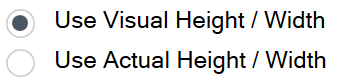 Use Visual Height / Width
Use Actual Height / Width